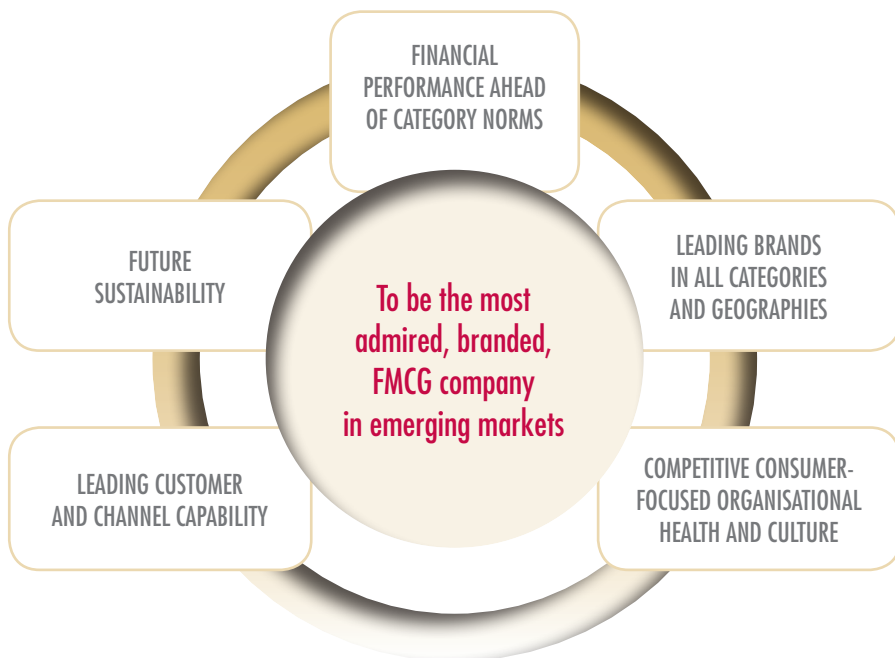 FINANCIAL
PERFORMANCE AHEAD
OF CATEGORY NORMS
FUTURE
SUSTAINABILITY
LEADING BRANDS
IN ALL CATEGORIES
AND GEOGRAPHIES
To be the most
admired, branded,
FMCG company
in emerging markets
LEADING CUSTOMER
AND CHANNEL CAPABILITY
COMPETITIVE CONSUMER-
FOCUSED ORGANISATIONAL
HEALTH AND CULTURE